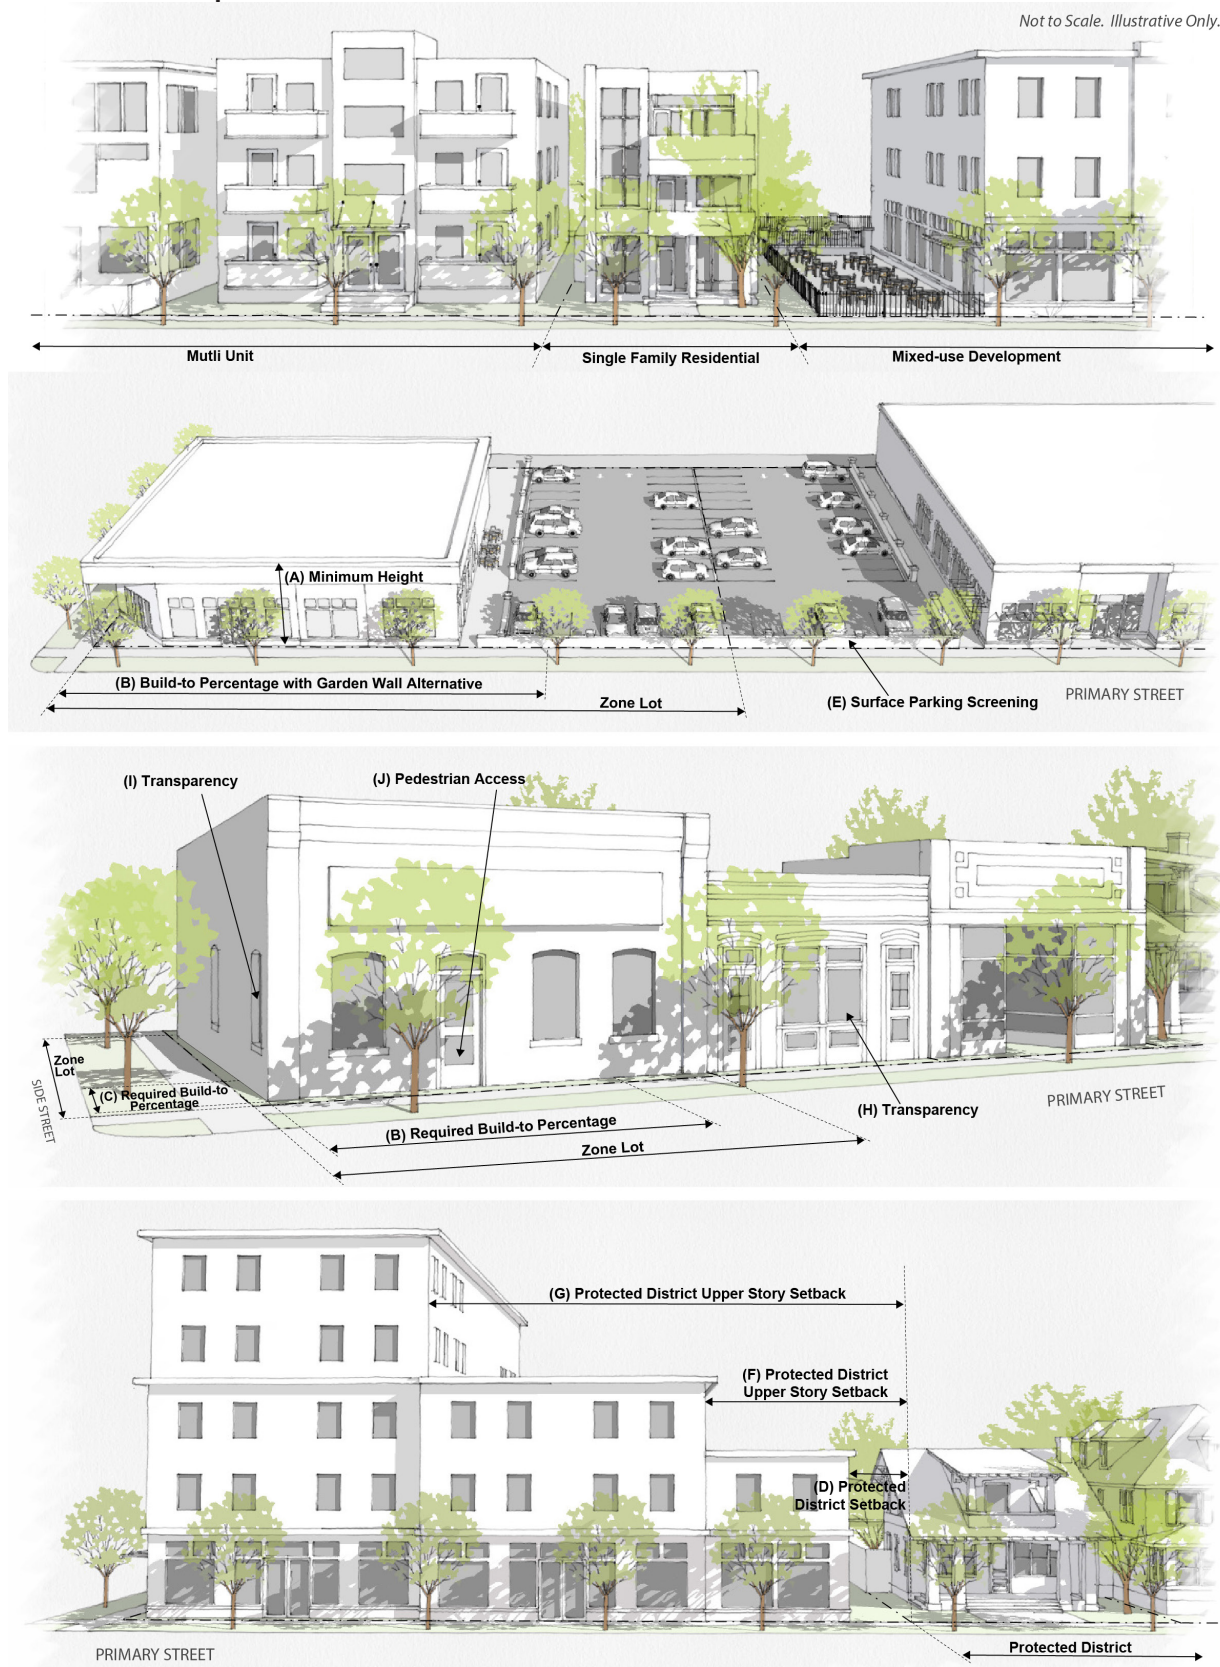 Not to Scale. Illustrative Only.
Mutli Unit
Single Family Residential
Mixed-use Development
(A) Minimum Height
(B) Build-to Percentage with Garden Wall Alternative
Zone Lot
(E) Surface Parking Screening
PRIMARY STREET
(I) Transparency
(J) Pedestrian Access
Zone
Lot
(C) Required Build-to
Percentage
SIDE STREET
(B) Required Build-to Percentage
Zone Lot
(H) Transparency
PRIMARY STREET
(G) Protected District Upper Story Setback
(F) Protected District
Upper Story Setback
(D) Protected
District Setback
PRIMARY STREET
Protected District